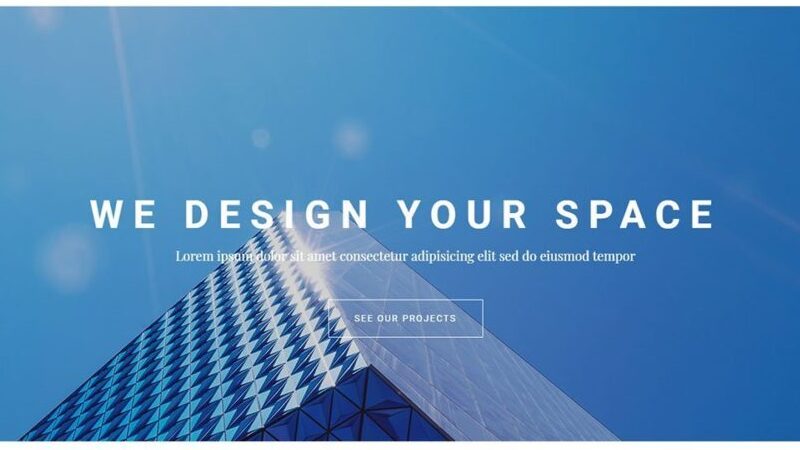 WE DESIGN YOUR SPACE
Lorem ipsum dolor sit amet consectetur adipisicing elit sed do eiusmod tempor
SEE OUR PROJECTS